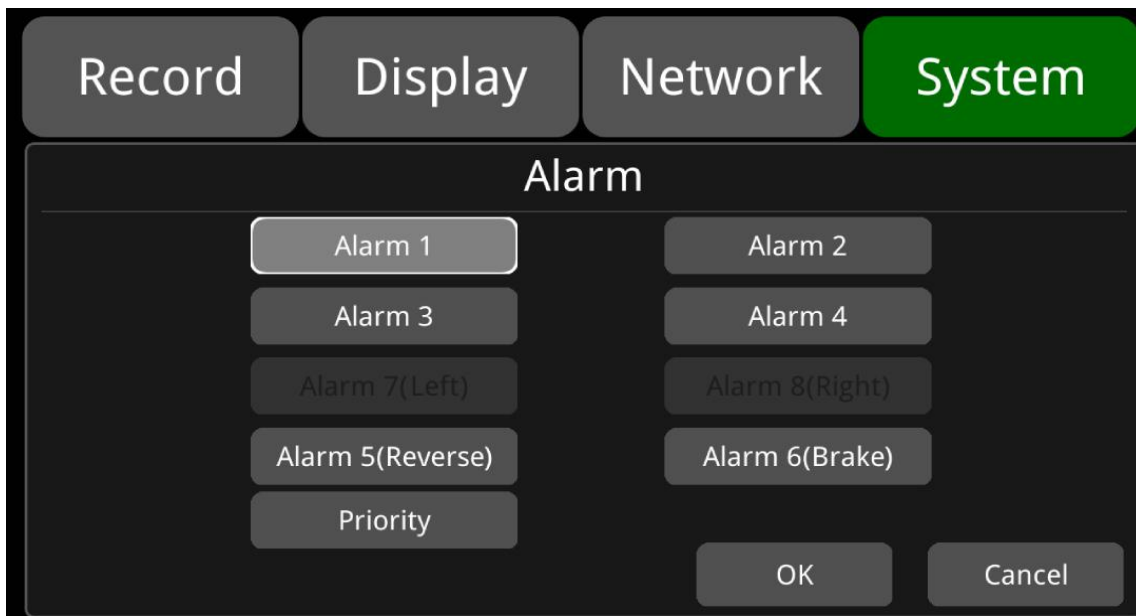 Record Display Network System
Alarm
Alarm 1 Alarm 2
Alarm 3 Alarm 4
Alarm 7(Left) Alarm 8(Right)
Alarm 5(Reverse) Alarm 6(Brake)
Priority
OK Cancel